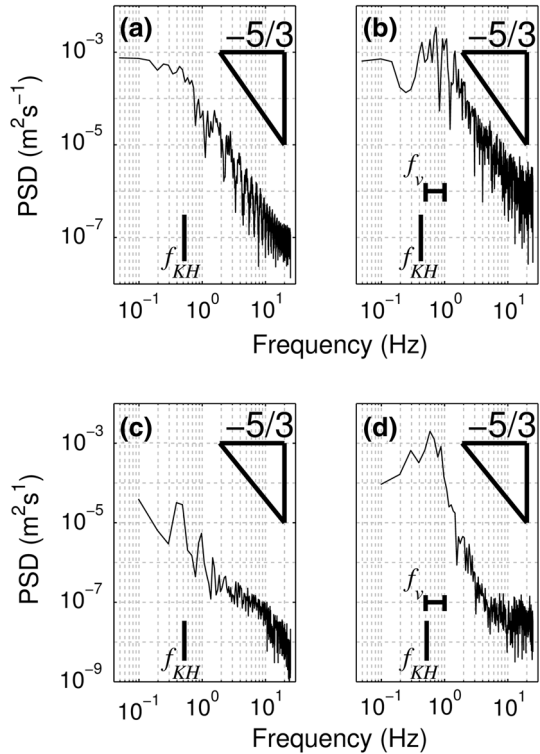 (a) −5/3 (b) −5/3
10⁻³
10⁻⁵
10⁻⁷
PSD (m²s⁻¹)
f_v
f_KH f_KH
10⁻¹ 10⁰ 10¹ 10⁻¹ 10⁰ 10¹
Frequency (Hz) Frequency (Hz)
(c) −5/3 (d) −5/3
10⁻³
10⁻⁵
10⁻⁷
10⁻⁹
PSD (m²s¹)
f_v
f_KH f_KH
10⁻¹ 10⁰ 10¹ 10⁻¹ 10⁰ 10¹
Frequency (Hz) Frequency (Hz)